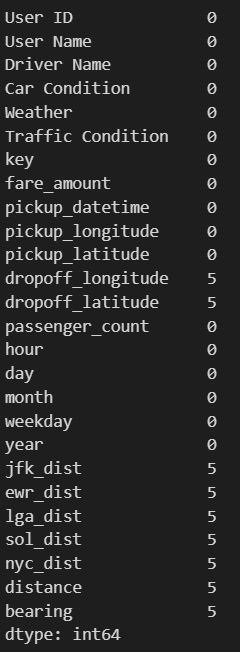 User ID 0
User Name 0
Driver Name 0
Car Condition 0
Weather 0
Traffic Condition 0
key 0
fare_amount 0
pickup_datetime 0
pickup_longitude 0
pickup_latitude 0
dropoff_longitude 5
dropoff_latitude 5
passenger_count 0
hour 0
day 0
month 0
weekday 0
year 0
jfk_dist 5
ewr_dist 5
lga_dist 5
sol_dist 5
nyc_dist 5
distance 5
bearing 5
dtype: int64